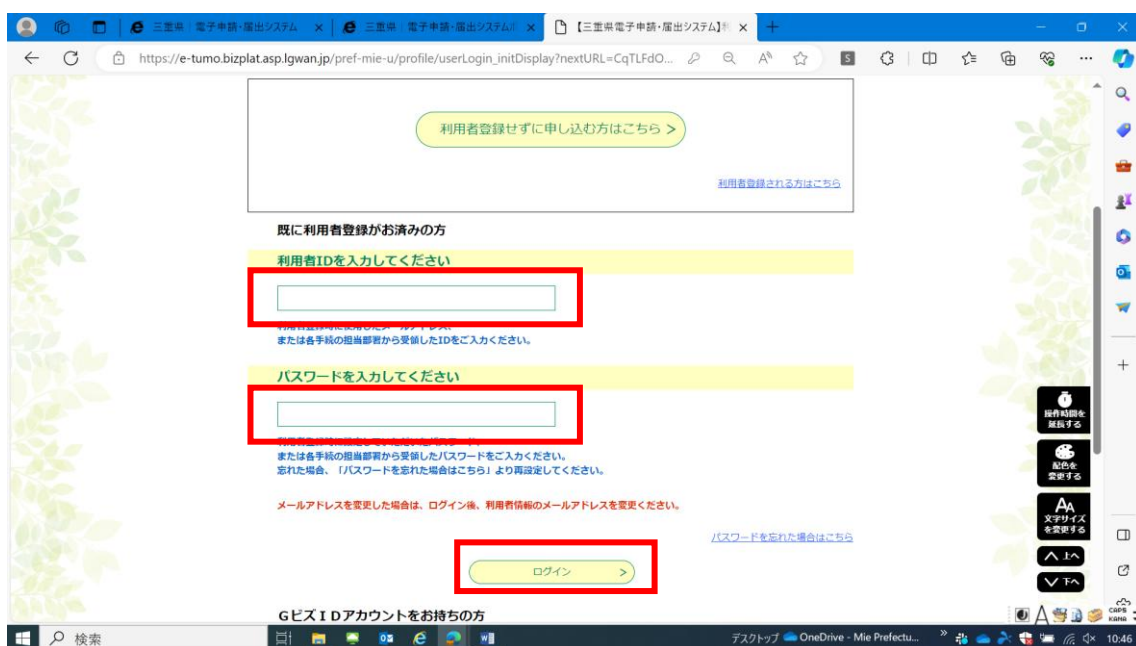 三重県 電子申請・届出システム
三重県 電子申請・届出システム
【三重県電子申請・届出システム】
https://e-tumo.bizplat.asp.lgwan.jp/pref-mie-u/profile/userLogin_initDisplay?nextURL=CqTLFdO...
利用者登録せずに申し込む方はこちら >
利用者登録される方はこちら
既に利用者登録がお済みの方
利用者IDを入力してください
または各手続の担当部署から受領したIDをご入力ください。
パスワードを入力してください
または各手続の担当部署から受領したパスワードをご入力ください。
忘れた場合、「パスワードを忘れた場合はこちら」より再設定してください。
メールアドレスを変更した場合は、ログイン後、利用者情報のメールアドレスを変更ください。
パスワードを忘れた場合はこちら
ログイン >
GビズIDアカウントをお持ちの方
操作時間を
延長する
配色を
変更する
AA
文字サイズ
を変更する
上へ
下へ
検索
デスクトップ
OneDrive - Mie Prefectu...
A
CAPS
KANA
10:46